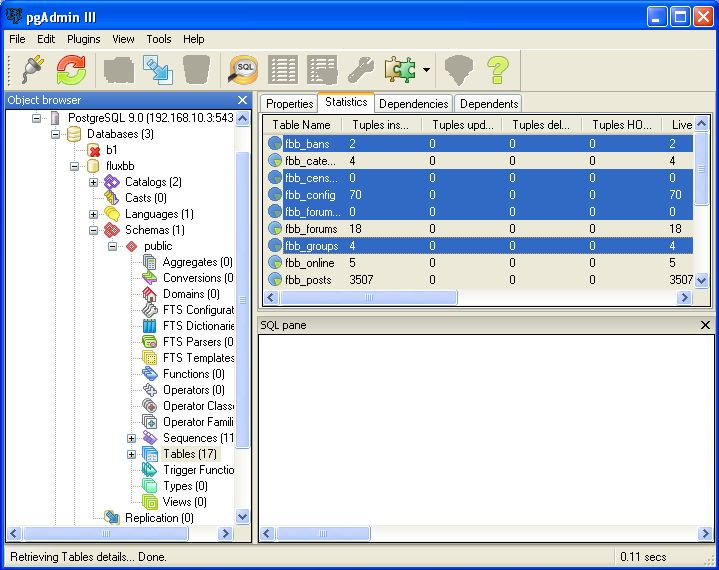 pgAdmin III
File Edit Plugins View Tools Help
SQL
Object browser
PostgreSQL 9.0 (192.168.10.3:543
Databases (3)
b1
fluxbb
Catalogs (2)
Casts (0)
Languages (1)
Schemas (1)
public
Aggregates (0)
Conversions (0
Domains (0)
FTS Configurat
FTS Dictionarie
FTS Parsers (0)
FTS Templates
Functions (0)
Operators (0)
Operator Classe
Operator Famili
Sequences (11
Tables (17)
Trigger Functio
Types (0)
Views (0)
Replication (0)
Properties Statistics Dependencies Dependents
Table Name Tuples ins... Tuples upd... Tuples del... Tuples HO... Live
fbb_bans 2 0 0 0 2
fbb_cate... 4 0 0 0 4
fbb_cens... 0 0 0 0 0
fbb_config 70 0 0 0 70
fbb_forum... 0 0 0 0 0
fbb_forums 18 0 0 0 18
fbb_groups 4 0 0 0 4
fbb_online 5 0 0 0 5
fbb_posts 3507 0 0 0 3507
SQL pane
Retrieving Tables details... Done. 0.11 secs